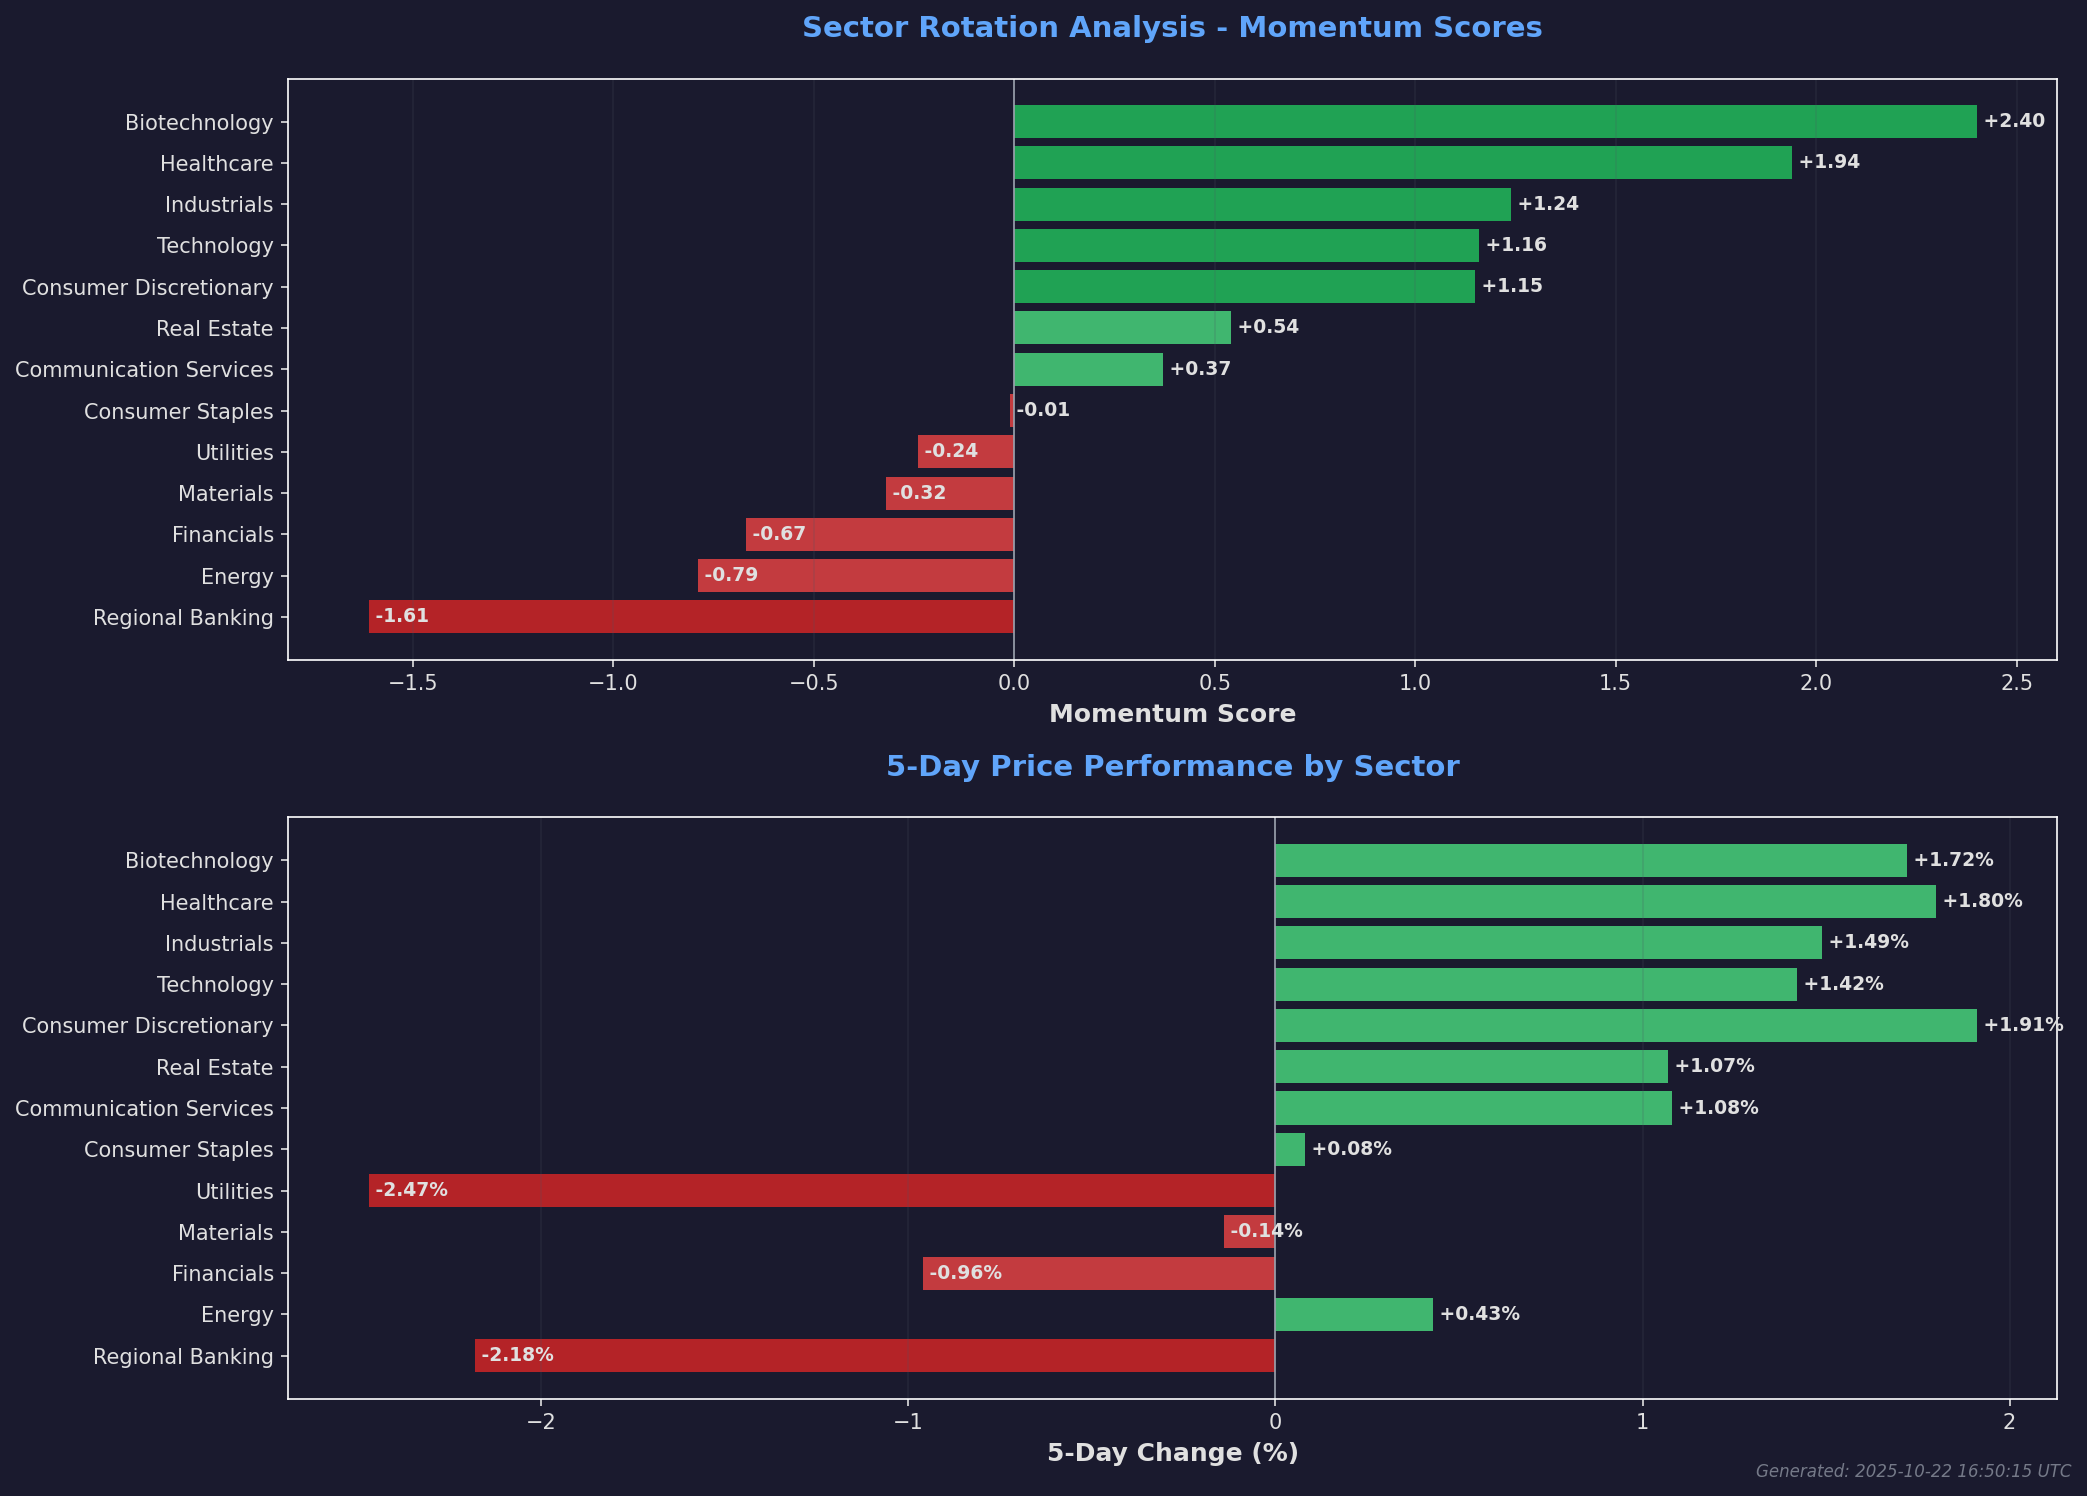 Sector Rotation Analysis - Momentum Scores
Biotechnology +2.40
Healthcare +1.94
Industrials +1.24
Technology +1.16
Consumer Discretionary +1.15
Real Estate +0.54
Communication Services +0.37
Consumer Staples -0.01
Utilities -0.24
Materials -0.32
Financials -0.67
Energy -0.79
Regional Banking -1.61
−1.5 −1.0 −0.5 0.0 0.5 1.0 1.5 2.0 2.5
Momentum Score
5-Day Price Performance by Sector
Biotechnology +1.72%
Healthcare +1.80%
Industrials +1.49%
Technology +1.42%
Consumer Discretionary +1.91%
Real Estate +1.07%
Communication Services +1.08%
Consumer Staples +0.08%
Utilities -2.47%
Materials -0.14%
Financials -0.96%
Energy +0.43%
Regional Banking -2.18%
−2 −1 0 1 2
5-Day Change (%)
Generated: 2025-10-22 16:50:15 UTC